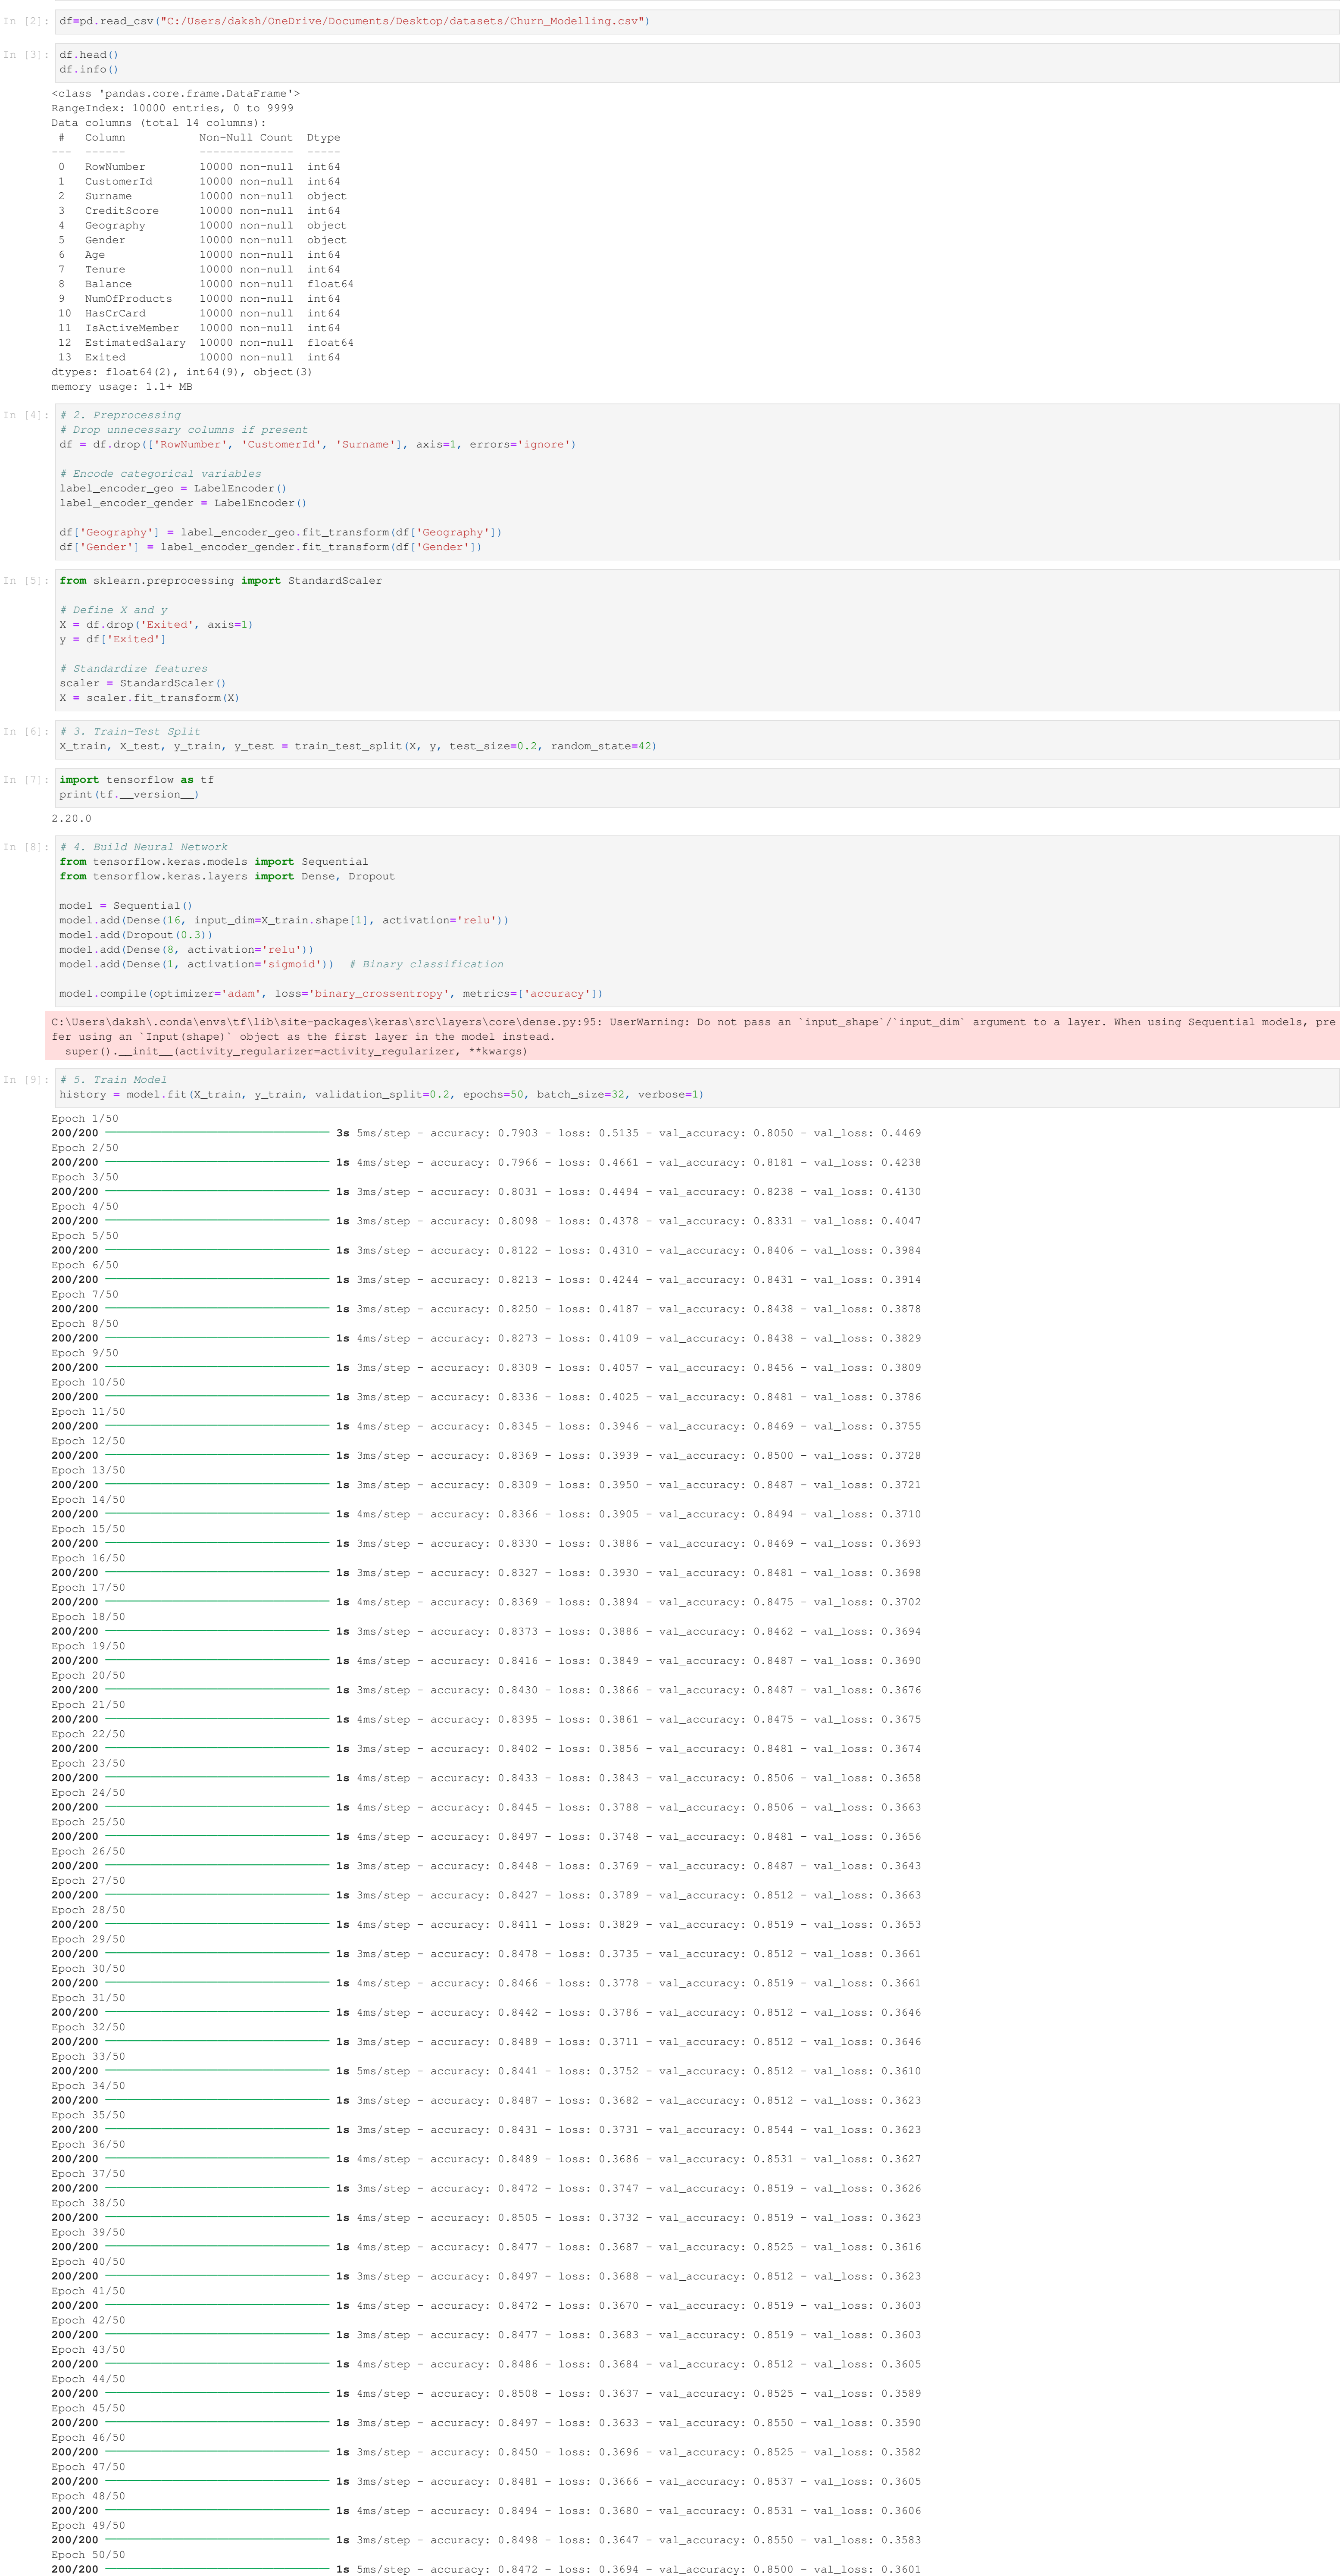 In [2]: df=pd.read_csv("C:/Users/daksh/OneDrive/Documents/Desktop/datasets/Churn_Modelling.csv")
In [3]: df.head()
df.info()
<class 'pandas.core.frame.DataFrame'>
RangeIndex: 10000 entries, 0 to 9999
Data columns (total 14 columns):
 #   Column           Non-Null Count  Dtype
---  ------           --------------  -----
 0   RowNumber        10000 non-null  int64
 1   CustomerId       10000 non-null  int64
 2   Surname          10000 non-null  object
 3   CreditScore      10000 non-null  int64
 4   Geography        10000 non-null  object
 5   Gender           10000 non-null  object
 6   Age              10000 non-null  int64
 7   Tenure           10000 non-null  int64
 8   Balance          10000 non-null  float64
 9   NumOfProducts    10000 non-null  int64
 10  HasCrCard        10000 non-null  int64
 11  IsActiveMember   10000 non-null  int64
 12  EstimatedSalary  10000 non-null  float64
 13  Exited           10000 non-null  int64
dtypes: float64(2), int64(9), object(3)
memory usage: 1.1+ MB
In [4]: # 2. Preprocessing
# Drop unnecessary columns if present
df = df.drop(['RowNumber', 'CustomerId', 'Surname'], axis=1, errors='ignore')
# Encode categorical variables
label_encoder_geo = LabelEncoder()
label_encoder_gender = LabelEncoder()
df['Geography'] = label_encoder_geo.fit_transform(df['Geography'])
df['Gender'] = label_encoder_gender.fit_transform(df['Gender'])
In [5]: from sklearn.preprocessing import StandardScaler
# Define X and y
X = df.drop('Exited', axis=1)
y = df['Exited']
# Standardize features
scaler = StandardScaler()
X = scaler.fit_transform(X)
In [6]: # 3. Train-Test Split
X_train, X_test, y_train, y_test = train_test_split(X, y, test_size=0.2, random_state=42)
In [7]: import tensorflow as tf
print(tf.__version__)
2.20.0
In [8]: # 4. Build Neural Network
from tensorflow.keras.models import Sequential
from tensorflow.keras.layers import Dense, Dropout
model = Sequential()
model.add(Dense(16, input_dim=X_train.shape[1], activation='relu'))
model.add(Dropout(0.3))
model.add(Dense(8, activation='relu'))
model.add(Dense(1, activation='sigmoid'))  # Binary classification
model.compile(optimizer='adam', loss='binary_crossentropy', metrics=['accuracy'])
C:\Users\daksh\.conda\envs\tf\lib\site-packages\keras\src\layers\core\dense.py:95: UserWarning: Do not pass an `input_shape`/`input_dim` argument to a layer. When using Sequential models, pre
fer using an `Input(shape)` object as the first layer in the model instead.
  super().__init__(activity_regularizer=activity_regularizer, **kwargs)
In [9]: # 5. Train Model
history = model.fit(X_train, y_train, validation_split=0.2, epochs=50, batch_size=32, verbose=1)
Epoch 1/50
200/200 3s 5ms/step - accuracy: 0.7903 - loss: 0.5135 - val_accuracy: 0.8050 - val_loss: 0.4469
Epoch 2/50
200/200 1s 4ms/step - accuracy: 0.7966 - loss: 0.4661 - val_accuracy: 0.8181 - val_loss: 0.4238
Epoch 3/50
200/200 1s 3ms/step - accuracy: 0.8031 - loss: 0.4494 - val_accuracy: 0.8238 - val_loss: 0.4130
Epoch 4/50
200/200 1s 3ms/step - accuracy: 0.8098 - loss: 0.4378 - val_accuracy: 0.8331 - val_loss: 0.4047
Epoch 5/50
200/200 1s 3ms/step - accuracy: 0.8122 - loss: 0.4310 - val_accuracy: 0.8406 - val_loss: 0.3984
Epoch 6/50
200/200 1s 3ms/step - accuracy: 0.8213 - loss: 0.4244 - val_accuracy: 0.8431 - val_loss: 0.3914
Epoch 7/50
200/200 1s 3ms/step - accuracy: 0.8250 - loss: 0.4187 - val_accuracy: 0.8438 - val_loss: 0.3878
Epoch 8/50
200/200 1s 4ms/step - accuracy: 0.8273 - loss: 0.4109 - val_accuracy: 0.8438 - val_loss: 0.3829
Epoch 9/50
200/200 1s 3ms/step - accuracy: 0.8309 - loss: 0.4057 - val_accuracy: 0.8456 - val_loss: 0.3809
Epoch 10/50
200/200 1s 3ms/step - accuracy: 0.8336 - loss: 0.4025 - val_accuracy: 0.8481 - val_loss: 0.3786
Epoch 11/50
200/200 1s 4ms/step - accuracy: 0.8345 - loss: 0.3946 - val_accuracy: 0.8469 - val_loss: 0.3755
Epoch 12/50
200/200 1s 3ms/step - accuracy: 0.8369 - loss: 0.3939 - val_accuracy: 0.8500 - val_loss: 0.3728
Epoch 13/50
200/200 1s 3ms/step - accuracy: 0.8309 - loss: 0.3950 - val_accuracy: 0.8487 - val_loss: 0.3721
Epoch 14/50
200/200 1s 4ms/step - accuracy: 0.8366 - loss: 0.3905 - val_accuracy: 0.8494 - val_loss: 0.3710
Epoch 15/50
200/200 1s 3ms/step - accuracy: 0.8330 - loss: 0.3886 - val_accuracy: 0.8469 - val_loss: 0.3693
Epoch 16/50
200/200 1s 3ms/step - accuracy: 0.8327 - loss: 0.3930 - val_accuracy: 0.8481 - val_loss: 0.3698
Epoch 17/50
200/200 1s 4ms/step - accuracy: 0.8369 - loss: 0.3894 - val_accuracy: 0.8475 - val_loss: 0.3702
Epoch 18/50
200/200 1s 3ms/step - accuracy: 0.8373 - loss: 0.3886 - val_accuracy: 0.8462 - val_loss: 0.3694
Epoch 19/50
200/200 1s 4ms/step - accuracy: 0.8416 - loss: 0.3849 - val_accuracy: 0.8487 - val_loss: 0.3690
Epoch 20/50
200/200 1s 3ms/step - accuracy: 0.8430 - loss: 0.3866 - val_accuracy: 0.8487 - val_loss: 0.3676
Epoch 21/50
200/200 1s 4ms/step - accuracy: 0.8395 - loss: 0.3861 - val_accuracy: 0.8475 - val_loss: 0.3675
Epoch 22/50
200/200 1s 3ms/step - accuracy: 0.8402 - loss: 0.3856 - val_accuracy: 0.8481 - val_loss: 0.3674
Epoch 23/50
200/200 1s 4ms/step - accuracy: 0.8433 - loss: 0.3843 - val_accuracy: 0.8506 - val_loss: 0.3658
Epoch 24/50
200/200 1s 4ms/step - accuracy: 0.8445 - loss: 0.3788 - val_accuracy: 0.8506 - val_loss: 0.3663
Epoch 25/50
200/200 1s 4ms/step - accuracy: 0.8497 - loss: 0.3748 - val_accuracy: 0.8481 - val_loss: 0.3656
Epoch 26/50
200/200 1s 3ms/step - accuracy: 0.8448 - loss: 0.3769 - val_accuracy: 0.8487 - val_loss: 0.3643
Epoch 27/50
200/200 1s 3ms/step - accuracy: 0.8427 - loss: 0.3789 - val_accuracy: 0.8512 - val_loss: 0.3663
Epoch 28/50
200/200 1s 4ms/step - accuracy: 0.8411 - loss: 0.3829 - val_accuracy: 0.8519 - val_loss: 0.3653
Epoch 29/50
200/200 1s 3ms/step - accuracy: 0.8478 - loss: 0.3735 - val_accuracy: 0.8512 - val_loss: 0.3661
Epoch 30/50
200/200 1s 4ms/step - accuracy: 0.8466 - loss: 0.3778 - val_accuracy: 0.8519 - val_loss: 0.3661
Epoch 31/50
200/200 1s 4ms/step - accuracy: 0.8442 - loss: 0.3786 - val_accuracy: 0.8512 - val_loss: 0.3646
Epoch 32/50
200/200 1s 3ms/step - accuracy: 0.8489 - loss: 0.3711 - val_accuracy: 0.8512 - val_loss: 0.3646
Epoch 33/50
200/200 1s 5ms/step - accuracy: 0.8441 - loss: 0.3752 - val_accuracy: 0.8512 - val_loss: 0.3610
Epoch 34/50
200/200 1s 3ms/step - accuracy: 0.8487 - loss: 0.3682 - val_accuracy: 0.8512 - val_loss: 0.3623
Epoch 35/50
200/200 1s 3ms/step - accuracy: 0.8431 - loss: 0.3731 - val_accuracy: 0.8544 - val_loss: 0.3623
Epoch 36/50
200/200 1s 4ms/step - accuracy: 0.8489 - loss: 0.3686 - val_accuracy: 0.8531 - val_loss: 0.3627
Epoch 37/50
200/200 1s 3ms/step - accuracy: 0.8472 - loss: 0.3747 - val_accuracy: 0.8519 - val_loss: 0.3626
Epoch 38/50
200/200 1s 4ms/step - accuracy: 0.8505 - loss: 0.3732 - val_accuracy: 0.8519 - val_loss: 0.3623
Epoch 39/50
200/200 1s 4ms/step - accuracy: 0.8477 - loss: 0.3687 - val_accuracy: 0.8525 - val_loss: 0.3616
Epoch 40/50
200/200 1s 3ms/step - accuracy: 0.8497 - loss: 0.3688 - val_accuracy: 0.8512 - val_loss: 0.3623
Epoch 41/50
200/200 1s 4ms/step - accuracy: 0.8472 - loss: 0.3670 - val_accuracy: 0.8519 - val_loss: 0.3603
Epoch 42/50
200/200 1s 3ms/step - accuracy: 0.8477 - loss: 0.3683 - val_accuracy: 0.8519 - val_loss: 0.3603
Epoch 43/50
200/200 1s 4ms/step - accuracy: 0.8486 - loss: 0.3684 - val_accuracy: 0.8512 - val_loss: 0.3605
Epoch 44/50
200/200 1s 4ms/step - accuracy: 0.8508 - loss: 0.3637 - val_accuracy: 0.8525 - val_loss: 0.3589
Epoch 45/50
200/200 1s 3ms/step - accuracy: 0.8497 - loss: 0.3633 - val_accuracy: 0.8550 - val_loss: 0.3590
Epoch 46/50
200/200 1s 3ms/step - accuracy: 0.8450 - loss: 0.3696 - val_accuracy: 0.8525 - val_loss: 0.3582
Epoch 47/50
200/200 1s 3ms/step - accuracy: 0.8481 - loss: 0.3666 - val_accuracy: 0.8537 - val_loss: 0.3605
Epoch 48/50
200/200 1s 4ms/step - accuracy: 0.8494 - loss: 0.3680 - val_accuracy: 0.8531 - val_loss: 0.3606
Epoch 49/50
200/200 1s 3ms/step - accuracy: 0.8498 - loss: 0.3647 - val_accuracy: 0.8550 - val_loss: 0.3583
Epoch 50/50
200/200 1s 5ms/step - accuracy: 0.8472 - loss: 0.3694 - val_accuracy: 0.8500 - val_loss: 0.3601